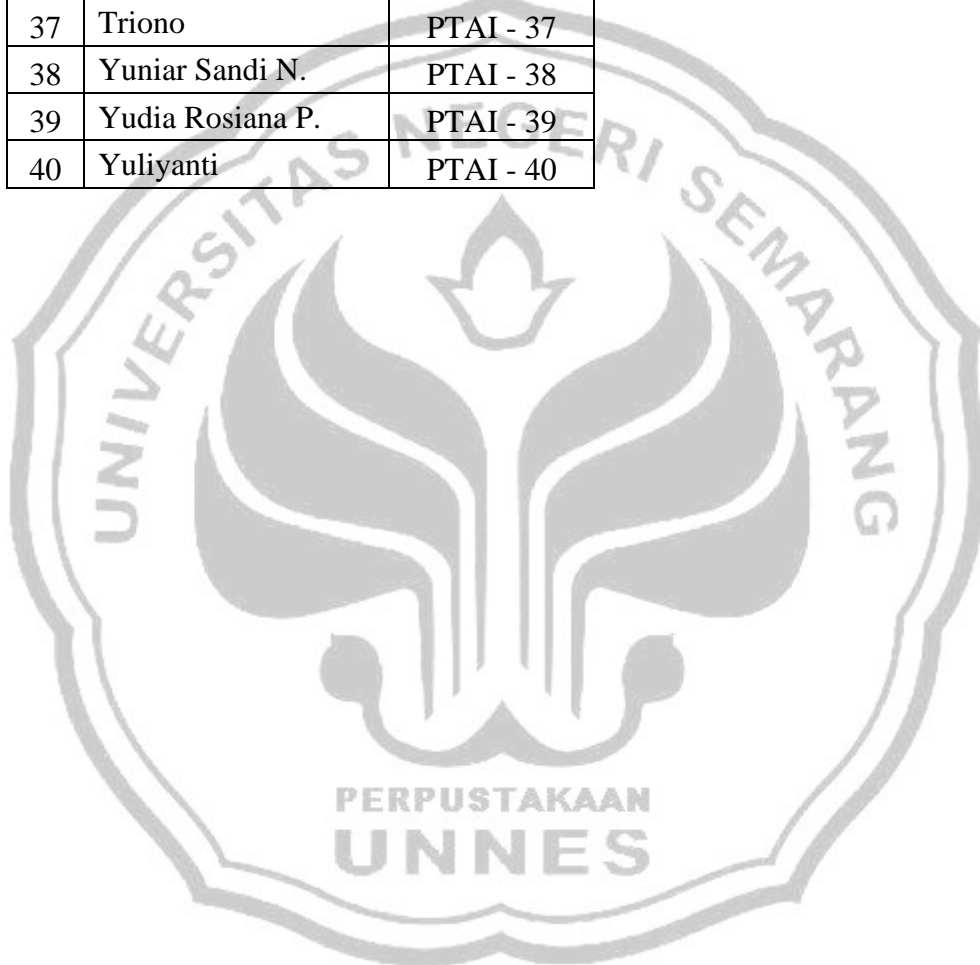 37 Triono PTAI - 37
38 Yuniar Sandi N. PTAI - 38
39 Yudia Rosiana P. PTAI - 39
40 Yuliyanti PTAI - 40
UNIVERSITAS NEGERI SEMARANG
PERPUSTAKAAN
UNNES